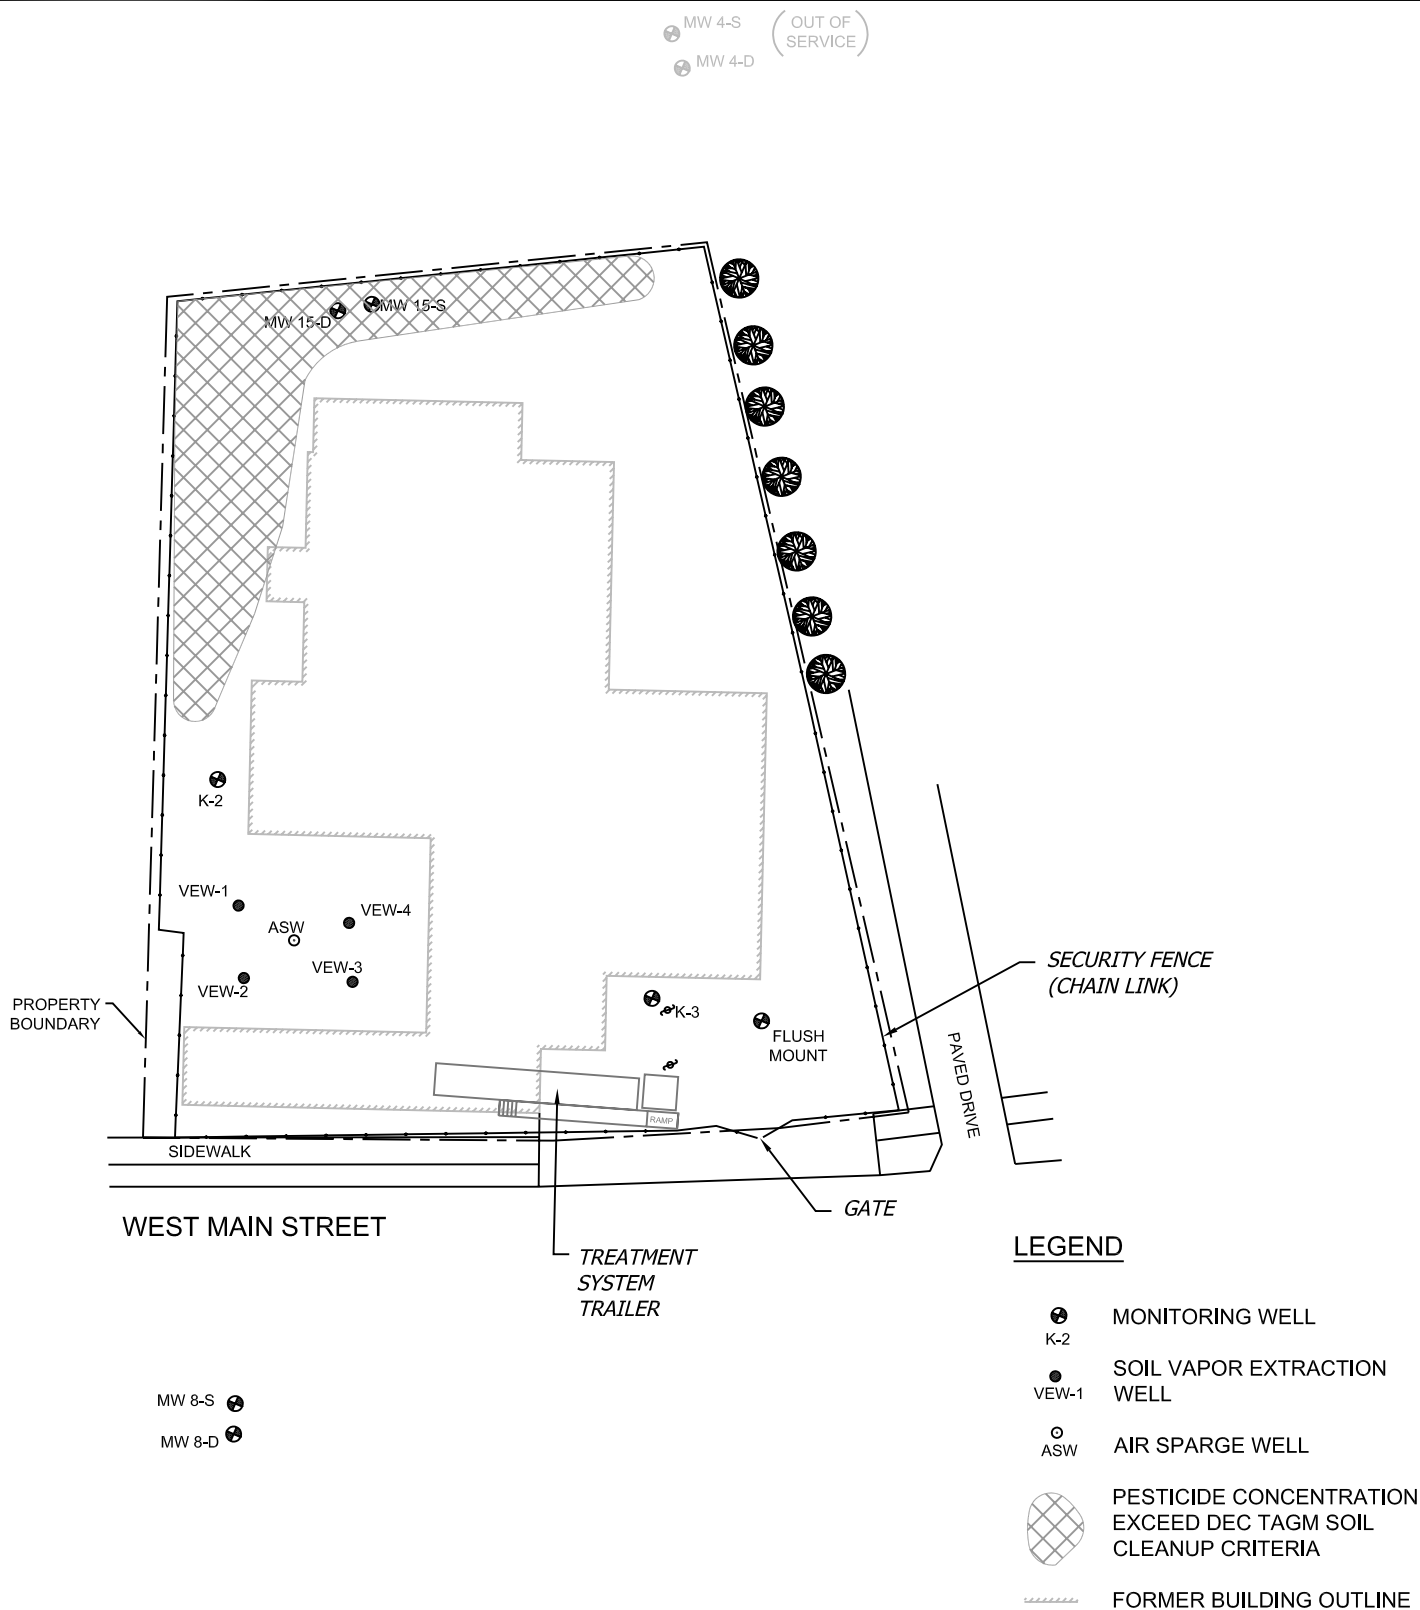 MW 4-S
OUT OF
SERVICE
MW 4-D
MW 15-D
MW 15-S
K-2
VEW-1
VEW-4
ASW
VEW-3
VEW-2
PROPERTY
BOUNDARY
K-3
FLUSH
MOUNT
SECURITY FENCE
(CHAIN LINK)
PAVED DRIVE
RAMP
SIDEWALK
WEST MAIN STREET
GATE
TREATMENT
SYSTEM
TRAILER
MW 8-S
MW 8-D
LEGEND
K-2
MONITORING WELL
VEW-1
SOIL VAPOR EXTRACTION
WELL
ASW
AIR SPARGE WELL
PESTICIDE CONCENTRATION
EXCEED DEC TAGM SOIL
CLEANUP CRITERIA
FORMER BUILDING OUTLINE